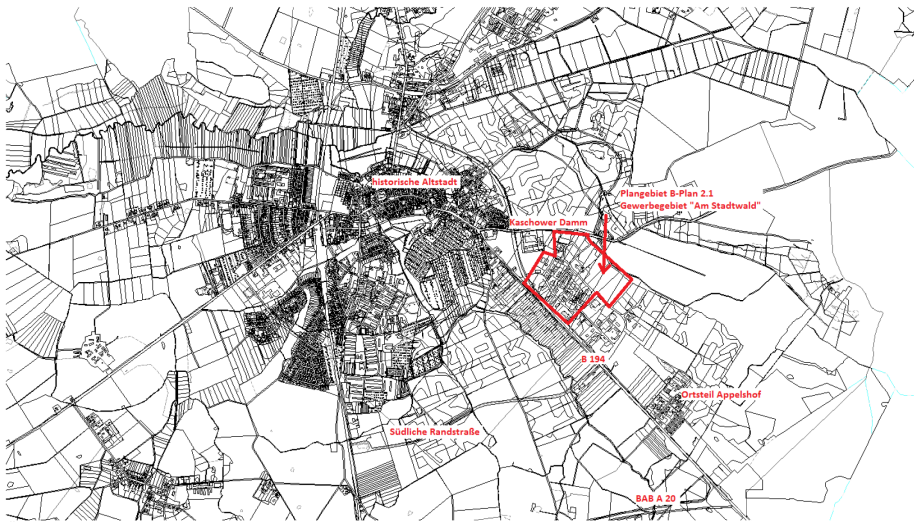 historische Altstadt
Plangebiet B-Plan 2.1
Gewerbegebiet "Am Stadtwald"
Kaschower Damm
B 194
Ortsteil Appelshof
Südliche Randstraße
BAB A 20